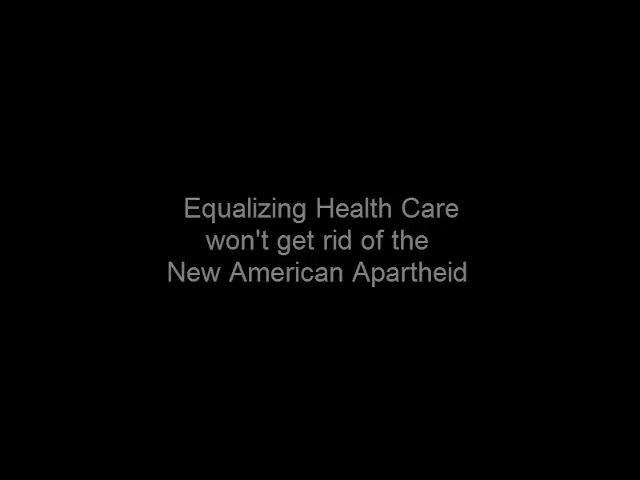 Equalizing Health Care
won't get rid of the
New American Apartheid